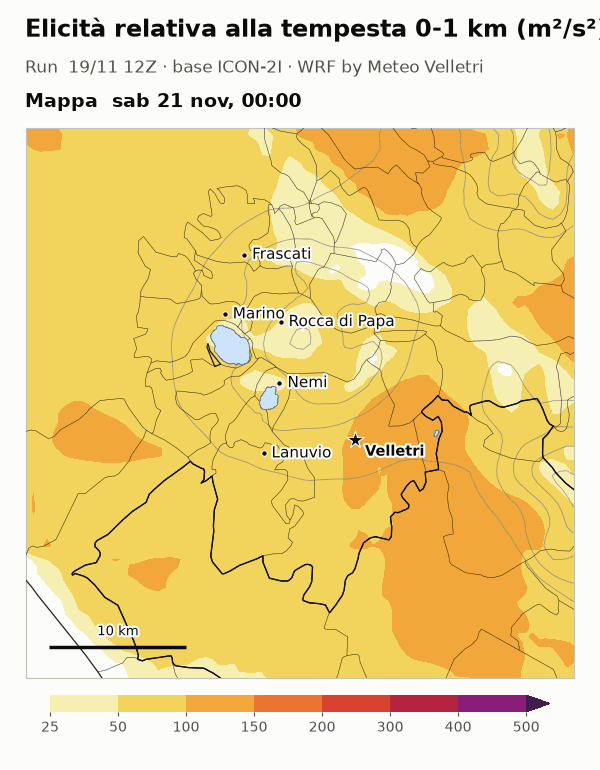 Elicità relativa alla tempesta 0-1 km (m²/s²)
Run 19/11 12Z · base ICON-2I · WRF by Meteo Velletri
Mappa sab 21 nov, 00:00
Frascati
Marino
Rocca di Papa
Nemi
Velletri
Lanuvio
10 km
25 50 100 150 200 300 400 500